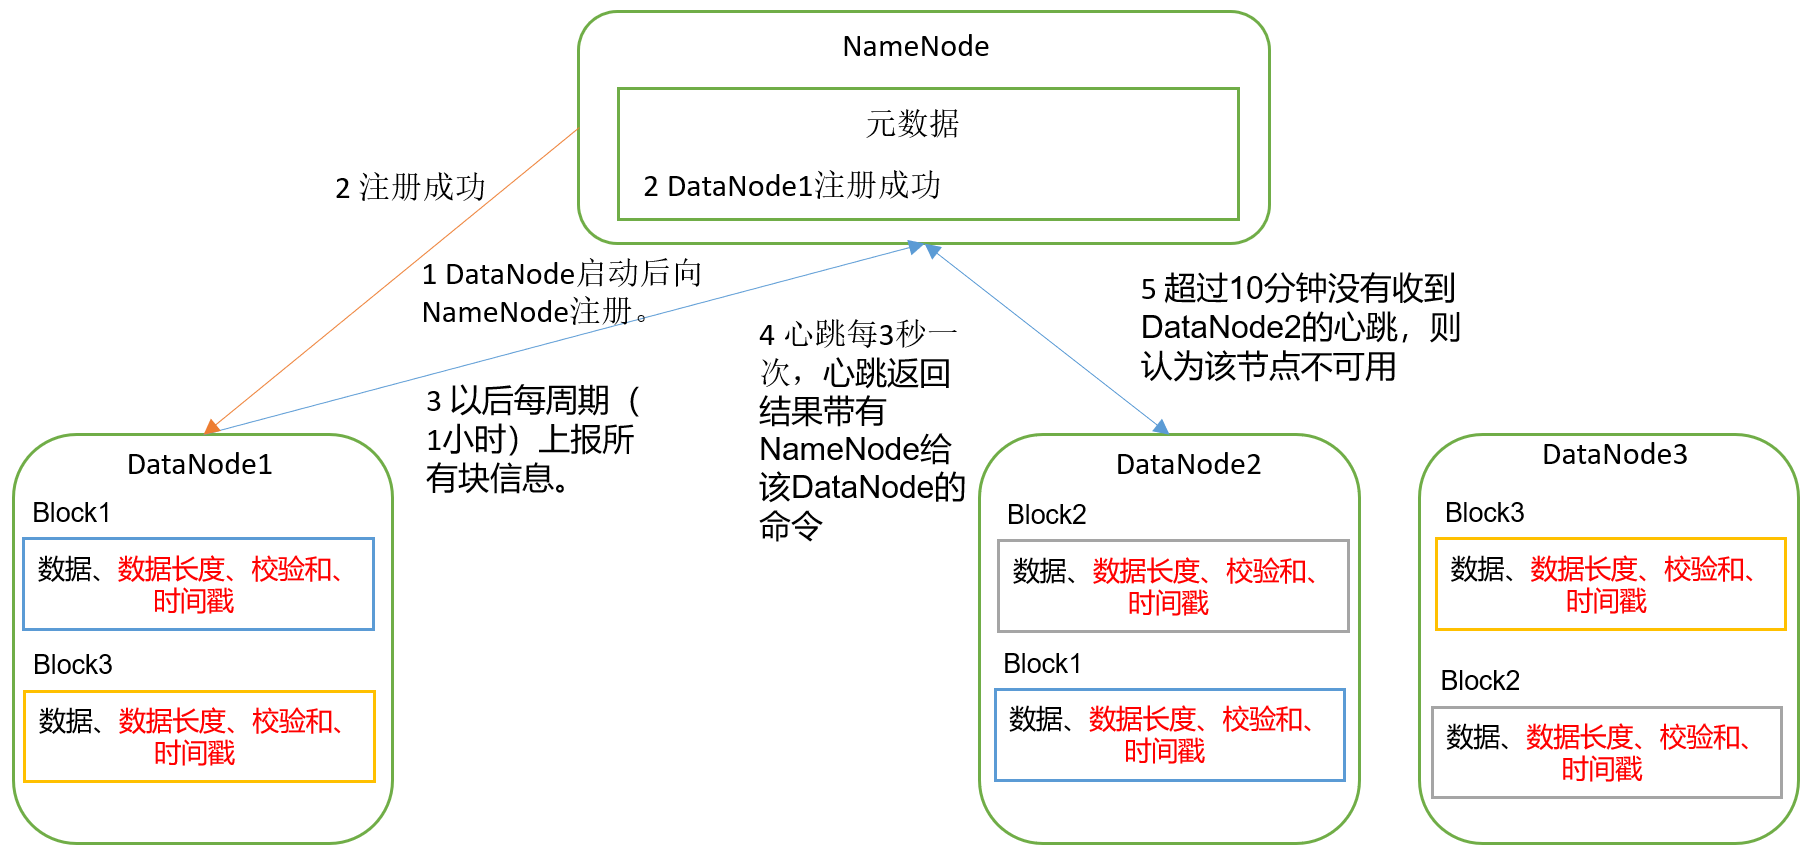 NameNode
元数据
2 DataNode1注册成功
2 注册成功
1 DataNode启动后向
NameNode注册。
3 以后每周期（
1小时）上报所
有块信息。
4 心跳每3秒一
次，心跳返回
结果带有
NameNode给
该DataNode的
命令
5 超过10分钟没有收到
DataNode2的心跳，则
认为该节点不可用
DataNode1
Block1
数据、数据长度、校验和、
时间戳
Block3
数据、数据长度、校验和、
时间戳
DataNode2
Block2
数据、数据长度、校验和、
时间戳
Block1
数据、数据长度、校验和、
时间戳
DataNode3
Block3
数据、数据长度、校验和、
时间戳
Block2
数据、数据长度、校验和、
时间戳